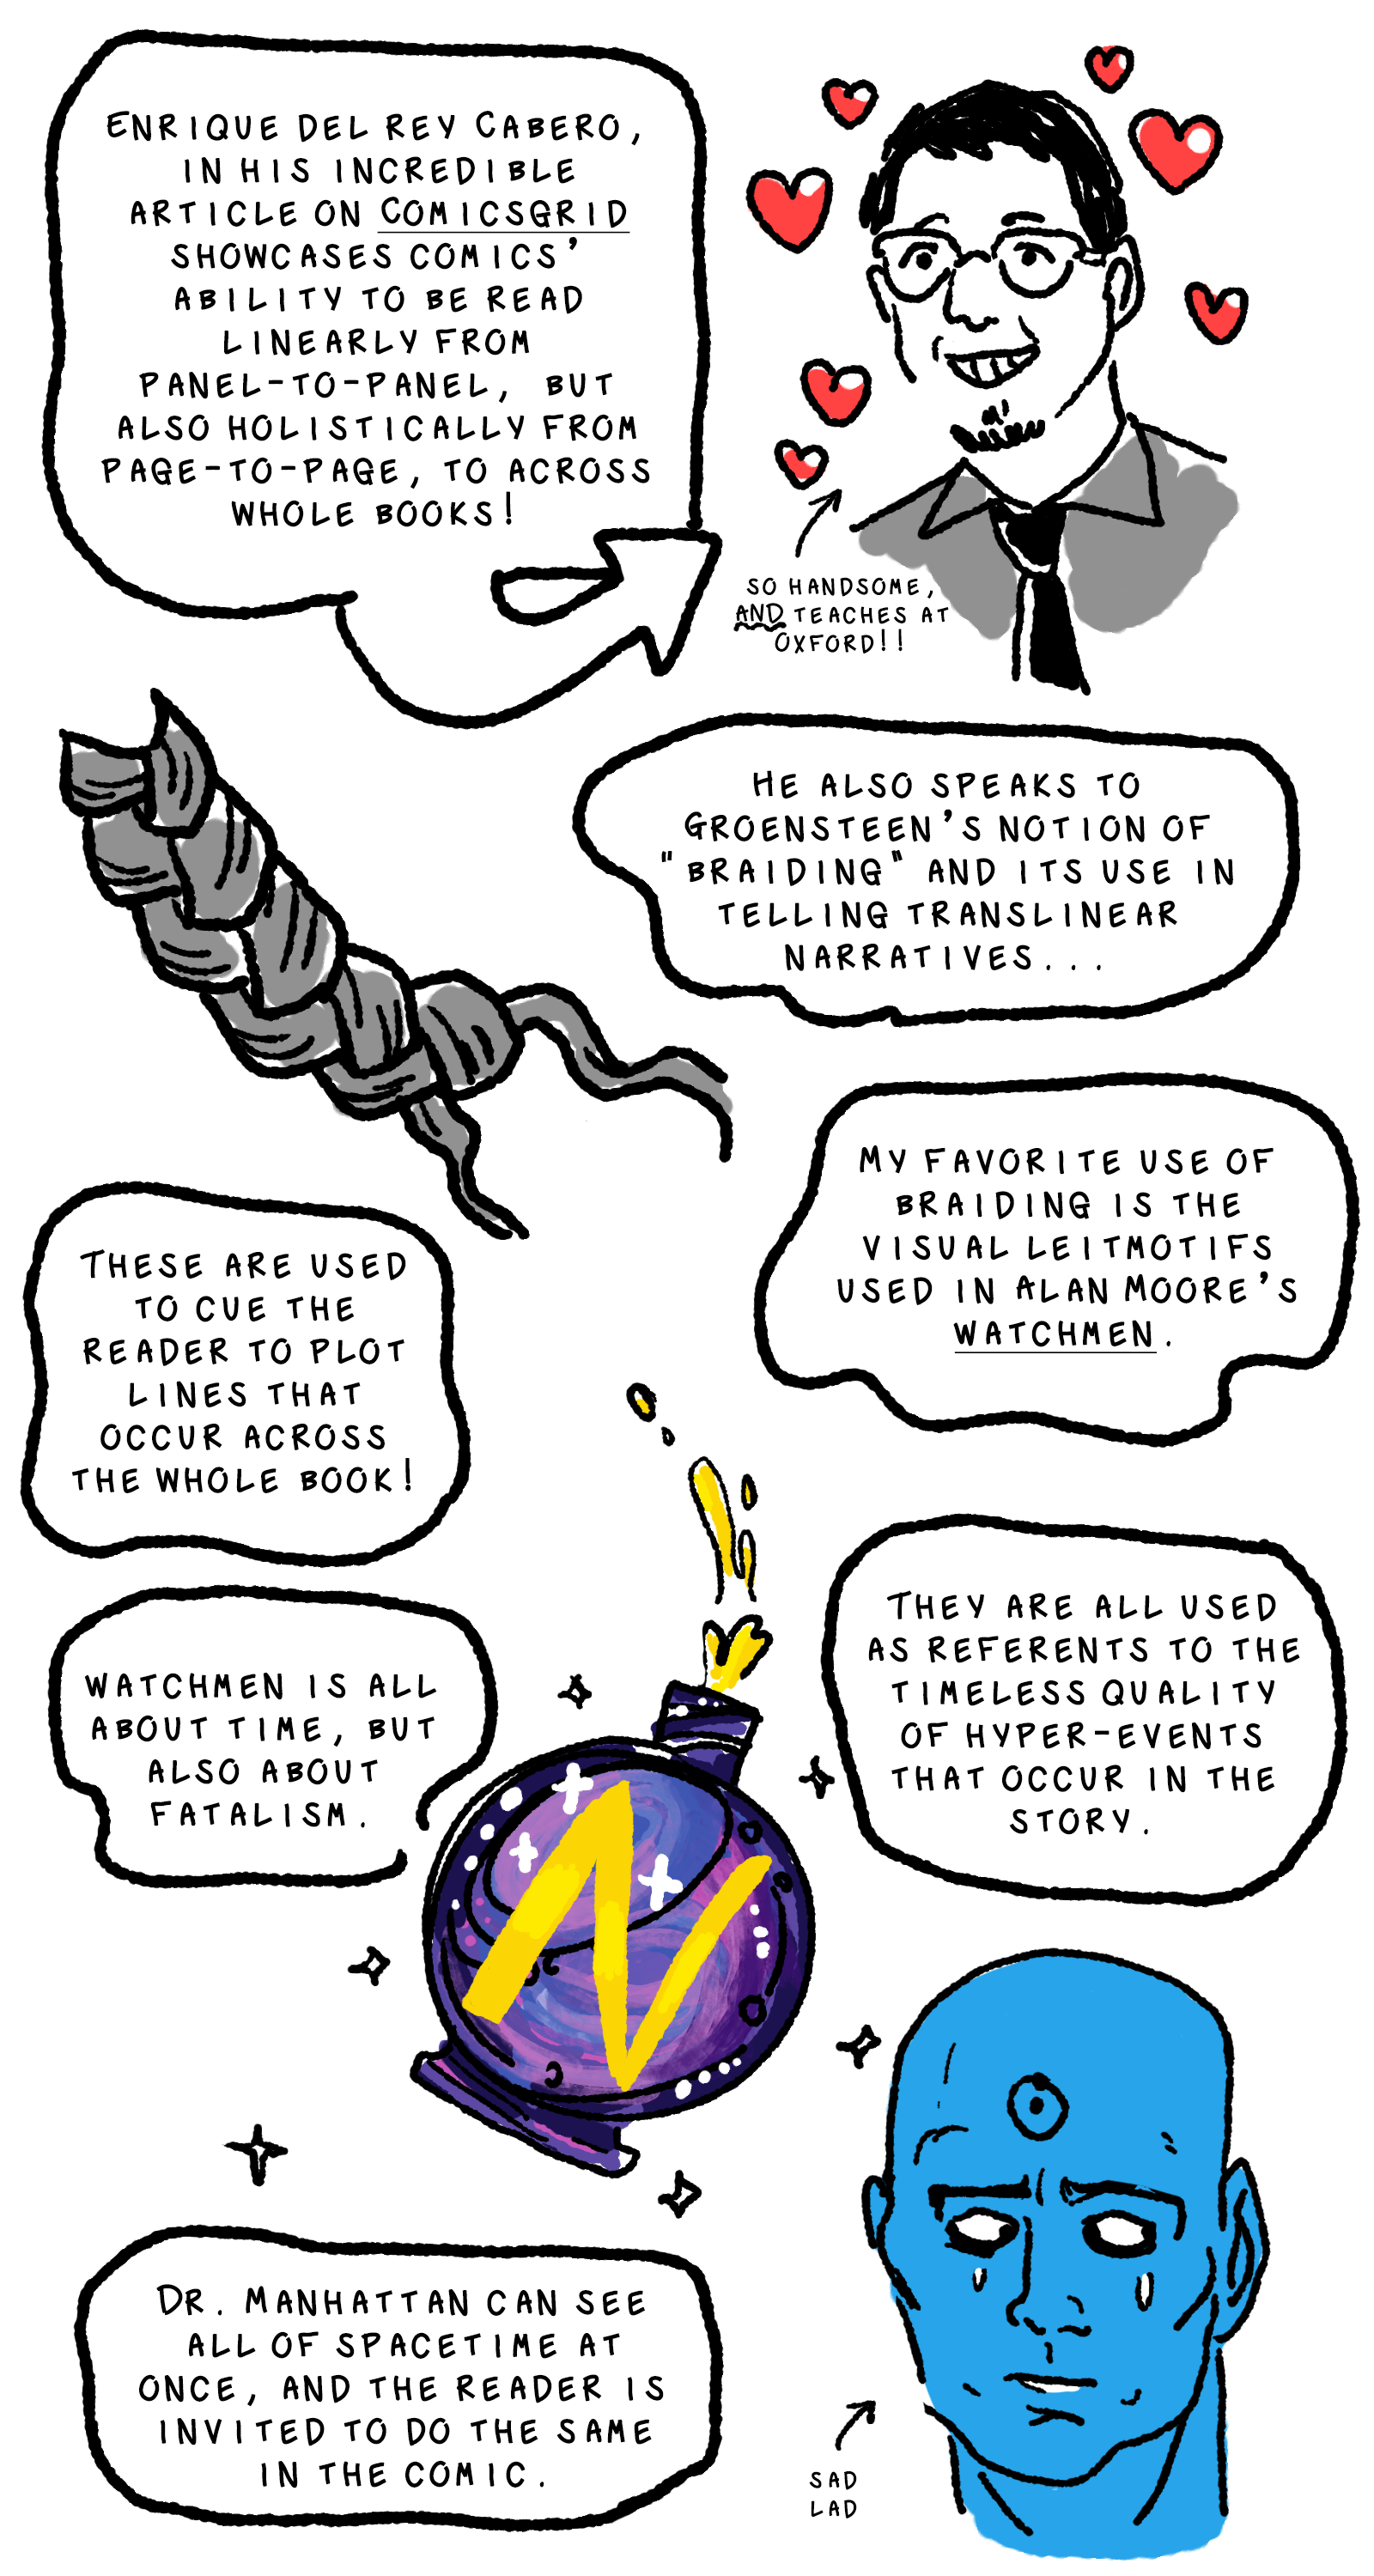 ENRIQUE DEL REY CABERO,
IN HIS INCREDIBLE
ARTICLE ON COMICSGRID
SHOWCASES COMICS'
ABILITY TO BE READ
LINEARLY FROM
PANEL-TO-PANEL, BUT
ALSO HOLISTICALLY FROM
PAGE-TO-PAGE, TO ACROSS
WHOLE BOOKS!
SO HANDSOME,
AND TEACHES AT
OXFORD!!
HE ALSO SPEAKS TO
GROENSTEEN'S NOTION OF
"BRAIDING" AND ITS USE IN
TELLING TRANSLINEAR
NARRATIVES...
MY FAVORITE USE OF
BRAIDING IS THE
VISUAL LEITMOTIFS
USED IN ALAN MOORE'S
WATCHMEN.
THESE ARE USED
TO CUE THE
READER TO PLOT
LINES THAT
OCCUR ACROSS
THE WHOLE BOOK!
THEY ARE ALL USED
AS REFERENTS TO THE
TIMELESS QUALITY
OF HYPER-EVENTS
THAT OCCUR IN THE
STORY.
WATCHMEN IS ALL
ABOUT TIME, BUT
ALSO ABOUT
FATALISM.
N
DR. MANHATTAN CAN SEE
ALL OF SPACETIME AT
ONCE, AND THE READER IS
INVITED TO DO THE SAME
IN THE COMIC.
SAD
LAD